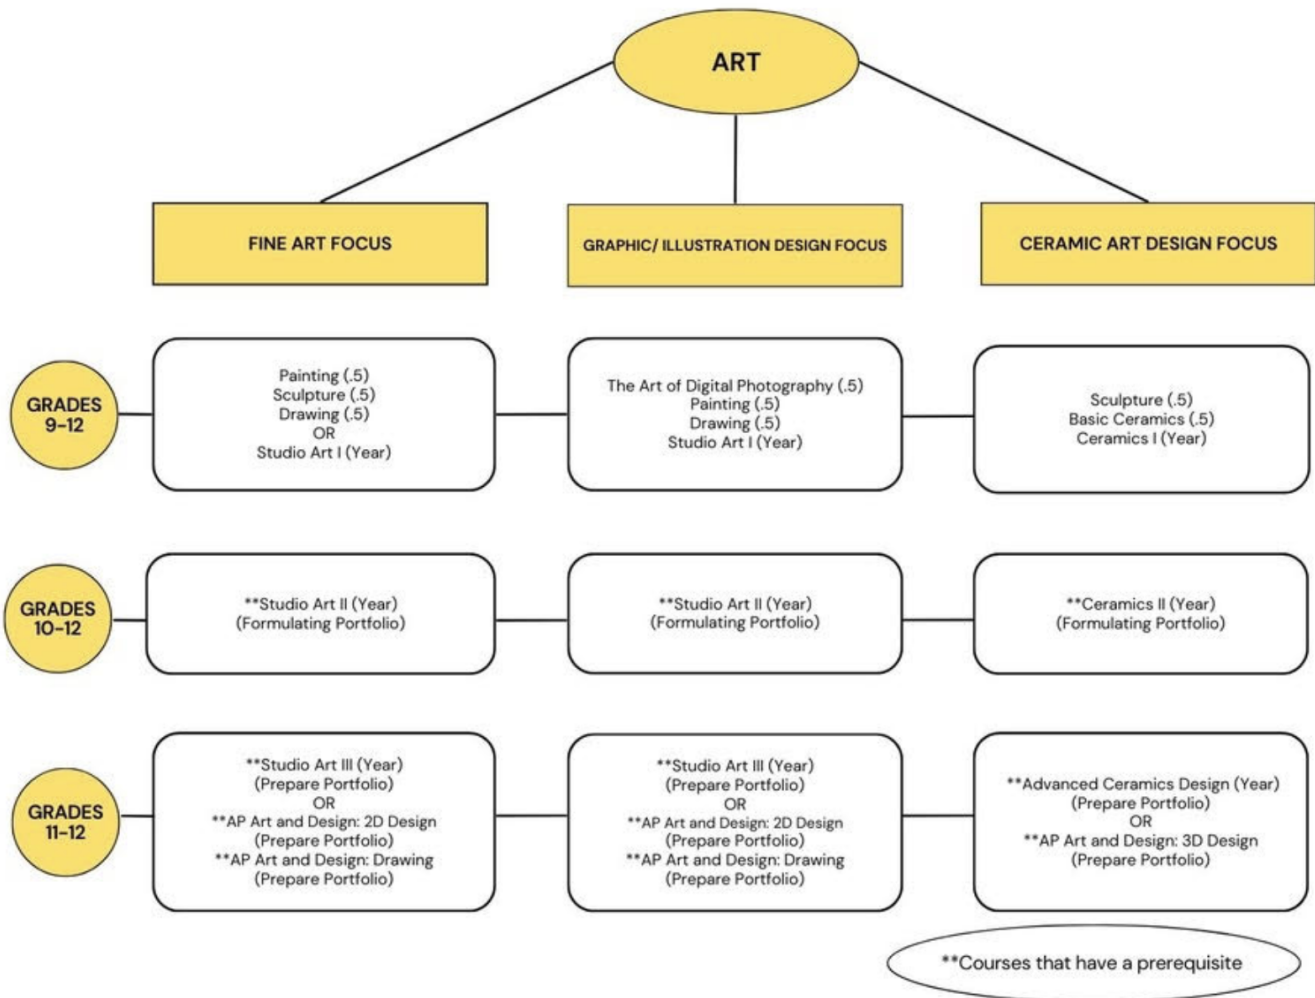 ART
FINE ART FOCUS
GRAPHIC/ ILLUSTRATION DESIGN FOCUS
CERAMIC ART DESIGN FOCUS
GRADES
9-12
Painting (.5)
Sculpture (.5)
Drawing (.5)
OR
Studio Art I (Year)
The Art of Digital Photography (.5)
Painting (.5)
Drawing (.5)
Studio Art I (Year)
Sculpture (.5)
Basic Ceramics (.5)
Ceramics I (Year)
GRADES
10-12
**Studio Art II (Year)
(Formulating Portfolio)
**Studio Art II (Year)
(Formulating Portfolio)
**Ceramics II (Year)
(Formulating Portfolio)
GRADES
11-12
**Studio Art III (Year)
(Prepare Portfolio)
OR
**AP Art and Design: 2D Design
(Prepare Portfolio)
**AP Art and Design: Drawing
(Prepare Portfolio)
**Studio Art III (Year)
(Prepare Portfolio)
OR
**AP Art and Design: 2D Design
(Prepare Portfolio)
**AP Art and Design: Drawing
(Prepare Portfolio)
**Advanced Ceramics Design (Year)
(Prepare Portfolio)
OR
**AP Art and Design: 3D Design
(Prepare Portfolio)
**Courses that have a prerequisite